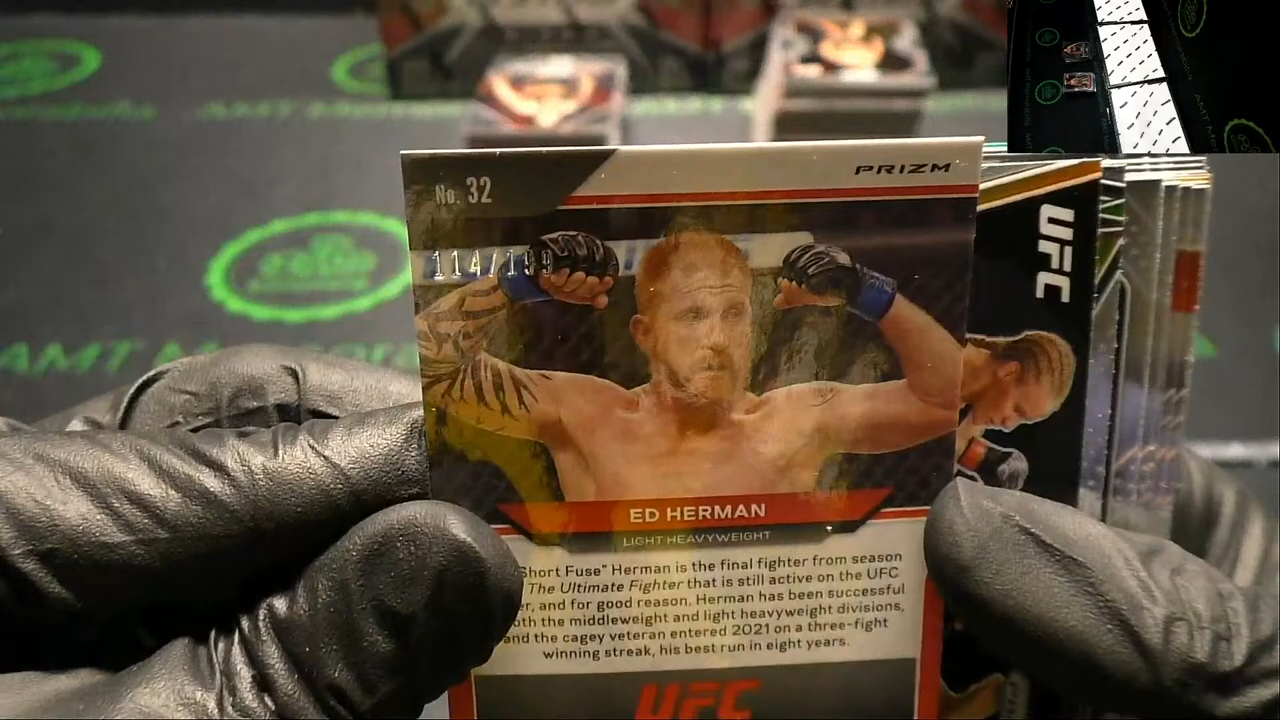 No. 32
PRIZM
114/199
UFC
ED HERMAN
LIGHT HEAVYWEIGHT
Short Fuse" Herman is the final fighter from season
The Ultimate Fighter that is still active on the UFC
er, and for good reason. Herman has been successful
oth the middleweight and light heavyweight divisions,
and the cagey veteran entered 2021 on a three-fight
winning streak, his best run in eight years.
UFC
AMT
AMT